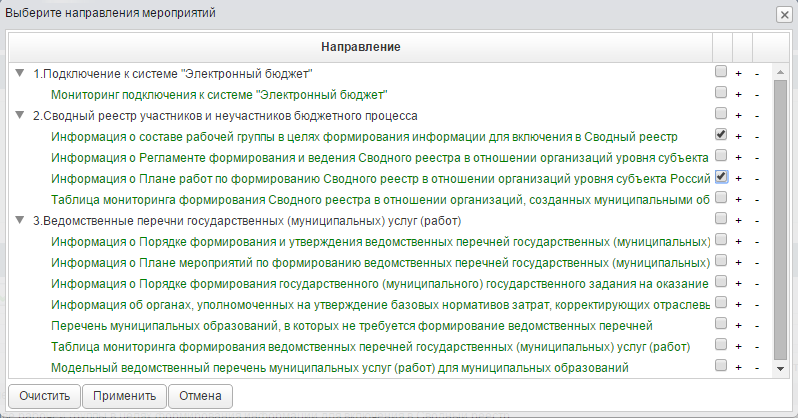 Выберите направления мероприятий
Направление
1.Подключение к системе "Электронный бюджет" + -
Мониторинг подключения к системе "Электронный бюджет" + -
2.Сводный реестр участников и неучастников бюджетного процесса + -
Информация о составе рабочей группы в целях формирования информации для включения в Сводный реестр + -
Информация о Регламенте формирования и ведения Сводного реестра в отношении организаций уровня субъекта + -
Информация о Плане работ по формированию Сводного реестра в отношении организаций уровня субъекта Россий + -
Таблица мониторинга формирования Сводного реестра в отношении организаций, созданных муниципальными об + -
3.Ведомственные перечни государственных (муниципальных) услуг (работ) + -
Информация о Порядке формирования и утверждения ведомственных перечней государственных (муниципальных) + -
Информация о Плане мероприятий по формированию ведомственных перечней государственных (муниципальных) + -
Информация о Порядке формирования государственного (муниципального) государственного задания на оказание + -
Информация об органах, уполномоченных на утверждение базовых нормативов затрат, корректирующих отраслевы + -
Перечень муниципальных образований, в которых не требуется формирование ведомственных перечней + -
Таблица мониторинга формирования ведомственных перечней государственных (муниципальных) услуг (работ) + -
Модельный ведомственный перечень муниципальных услуг (работ) для муниципальных образований + -
Очистить Применить Отмена